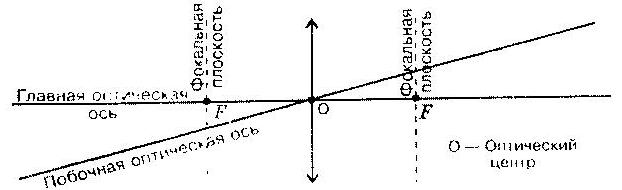 Фокальная
плоскость
Фокальная
плоскость
Главная оптическая
ось
F
O
F
Побочная оптическая ось
O — Оптический
центр